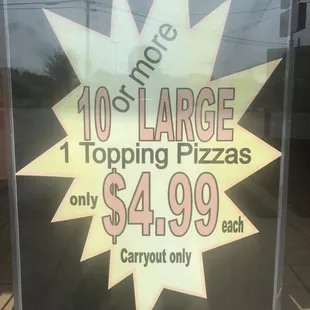 10 or more LARGE
1 Topping Pizzas
only $4.99 each
Carryout only